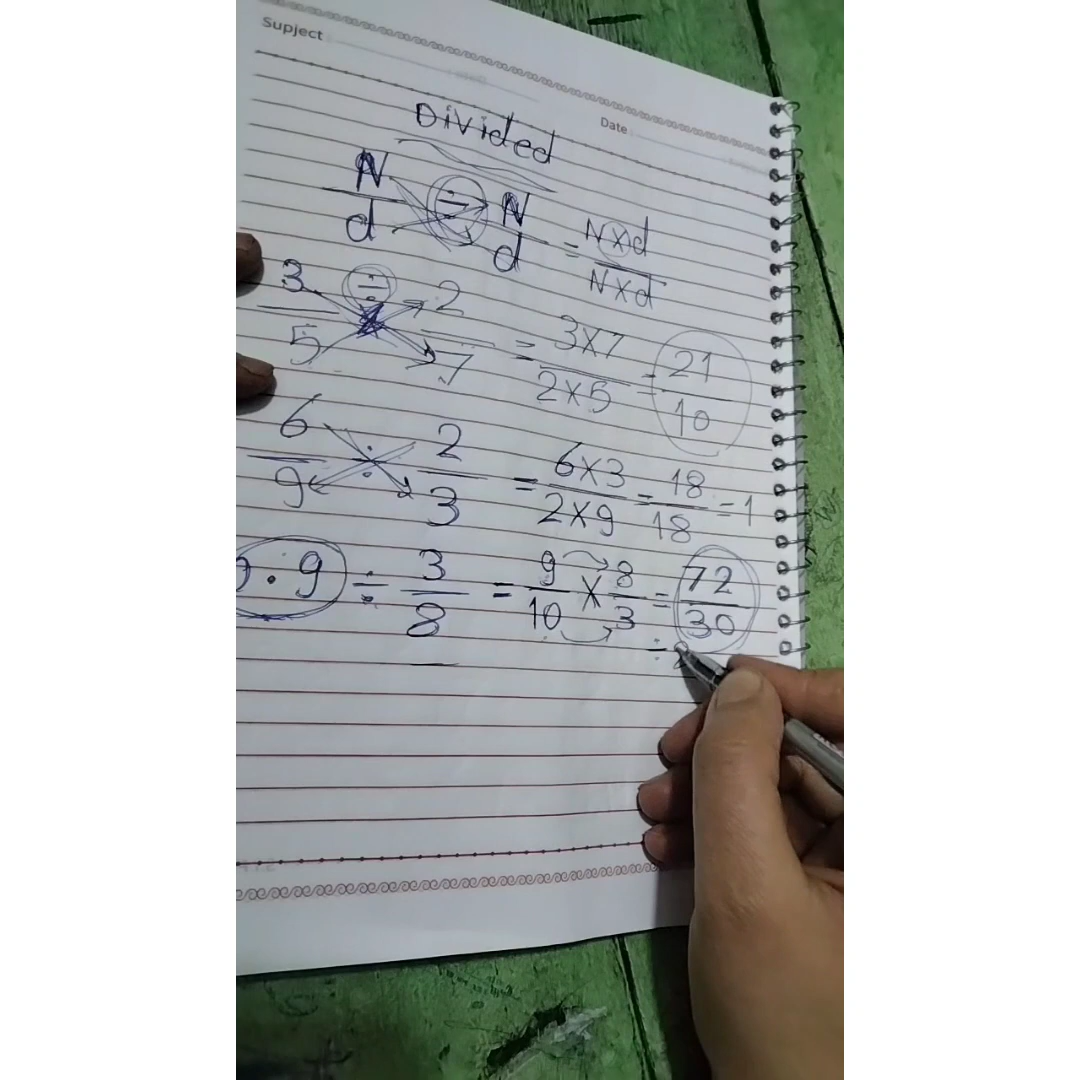 Supject
Date
Divided
N/d ÷ N/d = N×d/N×d
3/5 ÷ 2/7 = 3×7/2×5 = 21/10
6/9 ÷ 2/3 = 6×3/2×9 = 18/18 = 1
.9 ÷ 3/8 = 9/10 × 8/3 = 72/30
÷